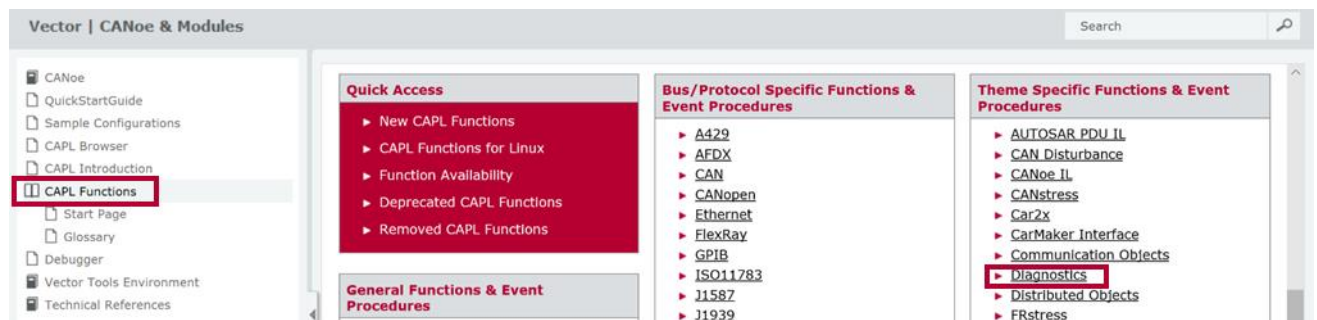 Vector | CANoe & Modules
Search
CANoe
QuickStartGuide
Sample Configurations
CAPL Browser
CAPL Introduction
CAPL Functions
Start Page
Glossary
Debugger
Vector Tools Environment
Technical References
Quick Access
New CAPL Functions
CAPL Functions for Linux
Function Availability
Deprecated CAPL Functions
Removed CAPL Functions
General Functions & Event
Procedures
Bus/Protocol Specific Functions &
Event Procedures
A429
AFDX
CAN
CANopen
Ethernet
FlexRay
GPIB
ISO11783
J1587
J1939
Theme Specific Functions & Event
Procedures
AUTOSAR PDU IL
CAN Disturbance
CANoe IL
CANstress
Car2x
CarMaker Interface
Communication Objects
Diagnostics
Distributed Objects
FRstress